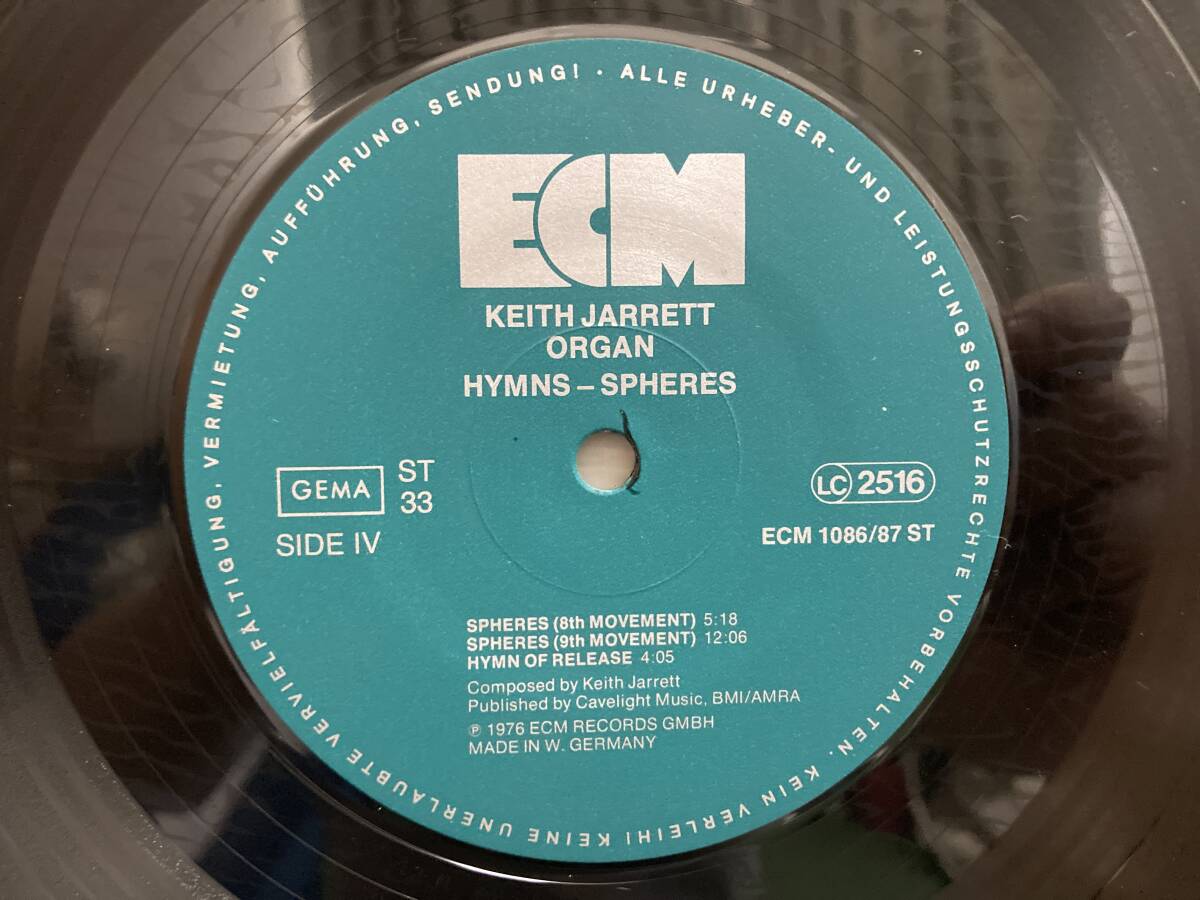 ALLE URHEBER- UND LEISTUNGSSCHUTZRECHTE VORBEHALTEN. KEIN VERLEIH! KEINE UNERLAUBTE VERVIELFÄLTIGUNG, VERMIETUNG, AUFFÜHRUNG, SENDUNG! ·
ECM
KEITH JARRETT
ORGAN
HYMNS – SPHERES
GEMA
ST
33
SIDE IV
LC 2516
ECM 1086/87 ST
SPHERES (8th MOVEMENT) 5:18
SPHERES (9th MOVEMENT) 12:06
HYMN OF RELEASE 4:05
Composed by Keith Jarrett
Published by Cavelight Music, BMI/AMRA
℗ 1976 ECM RECORDS GMBH
MADE IN W. GERMANY